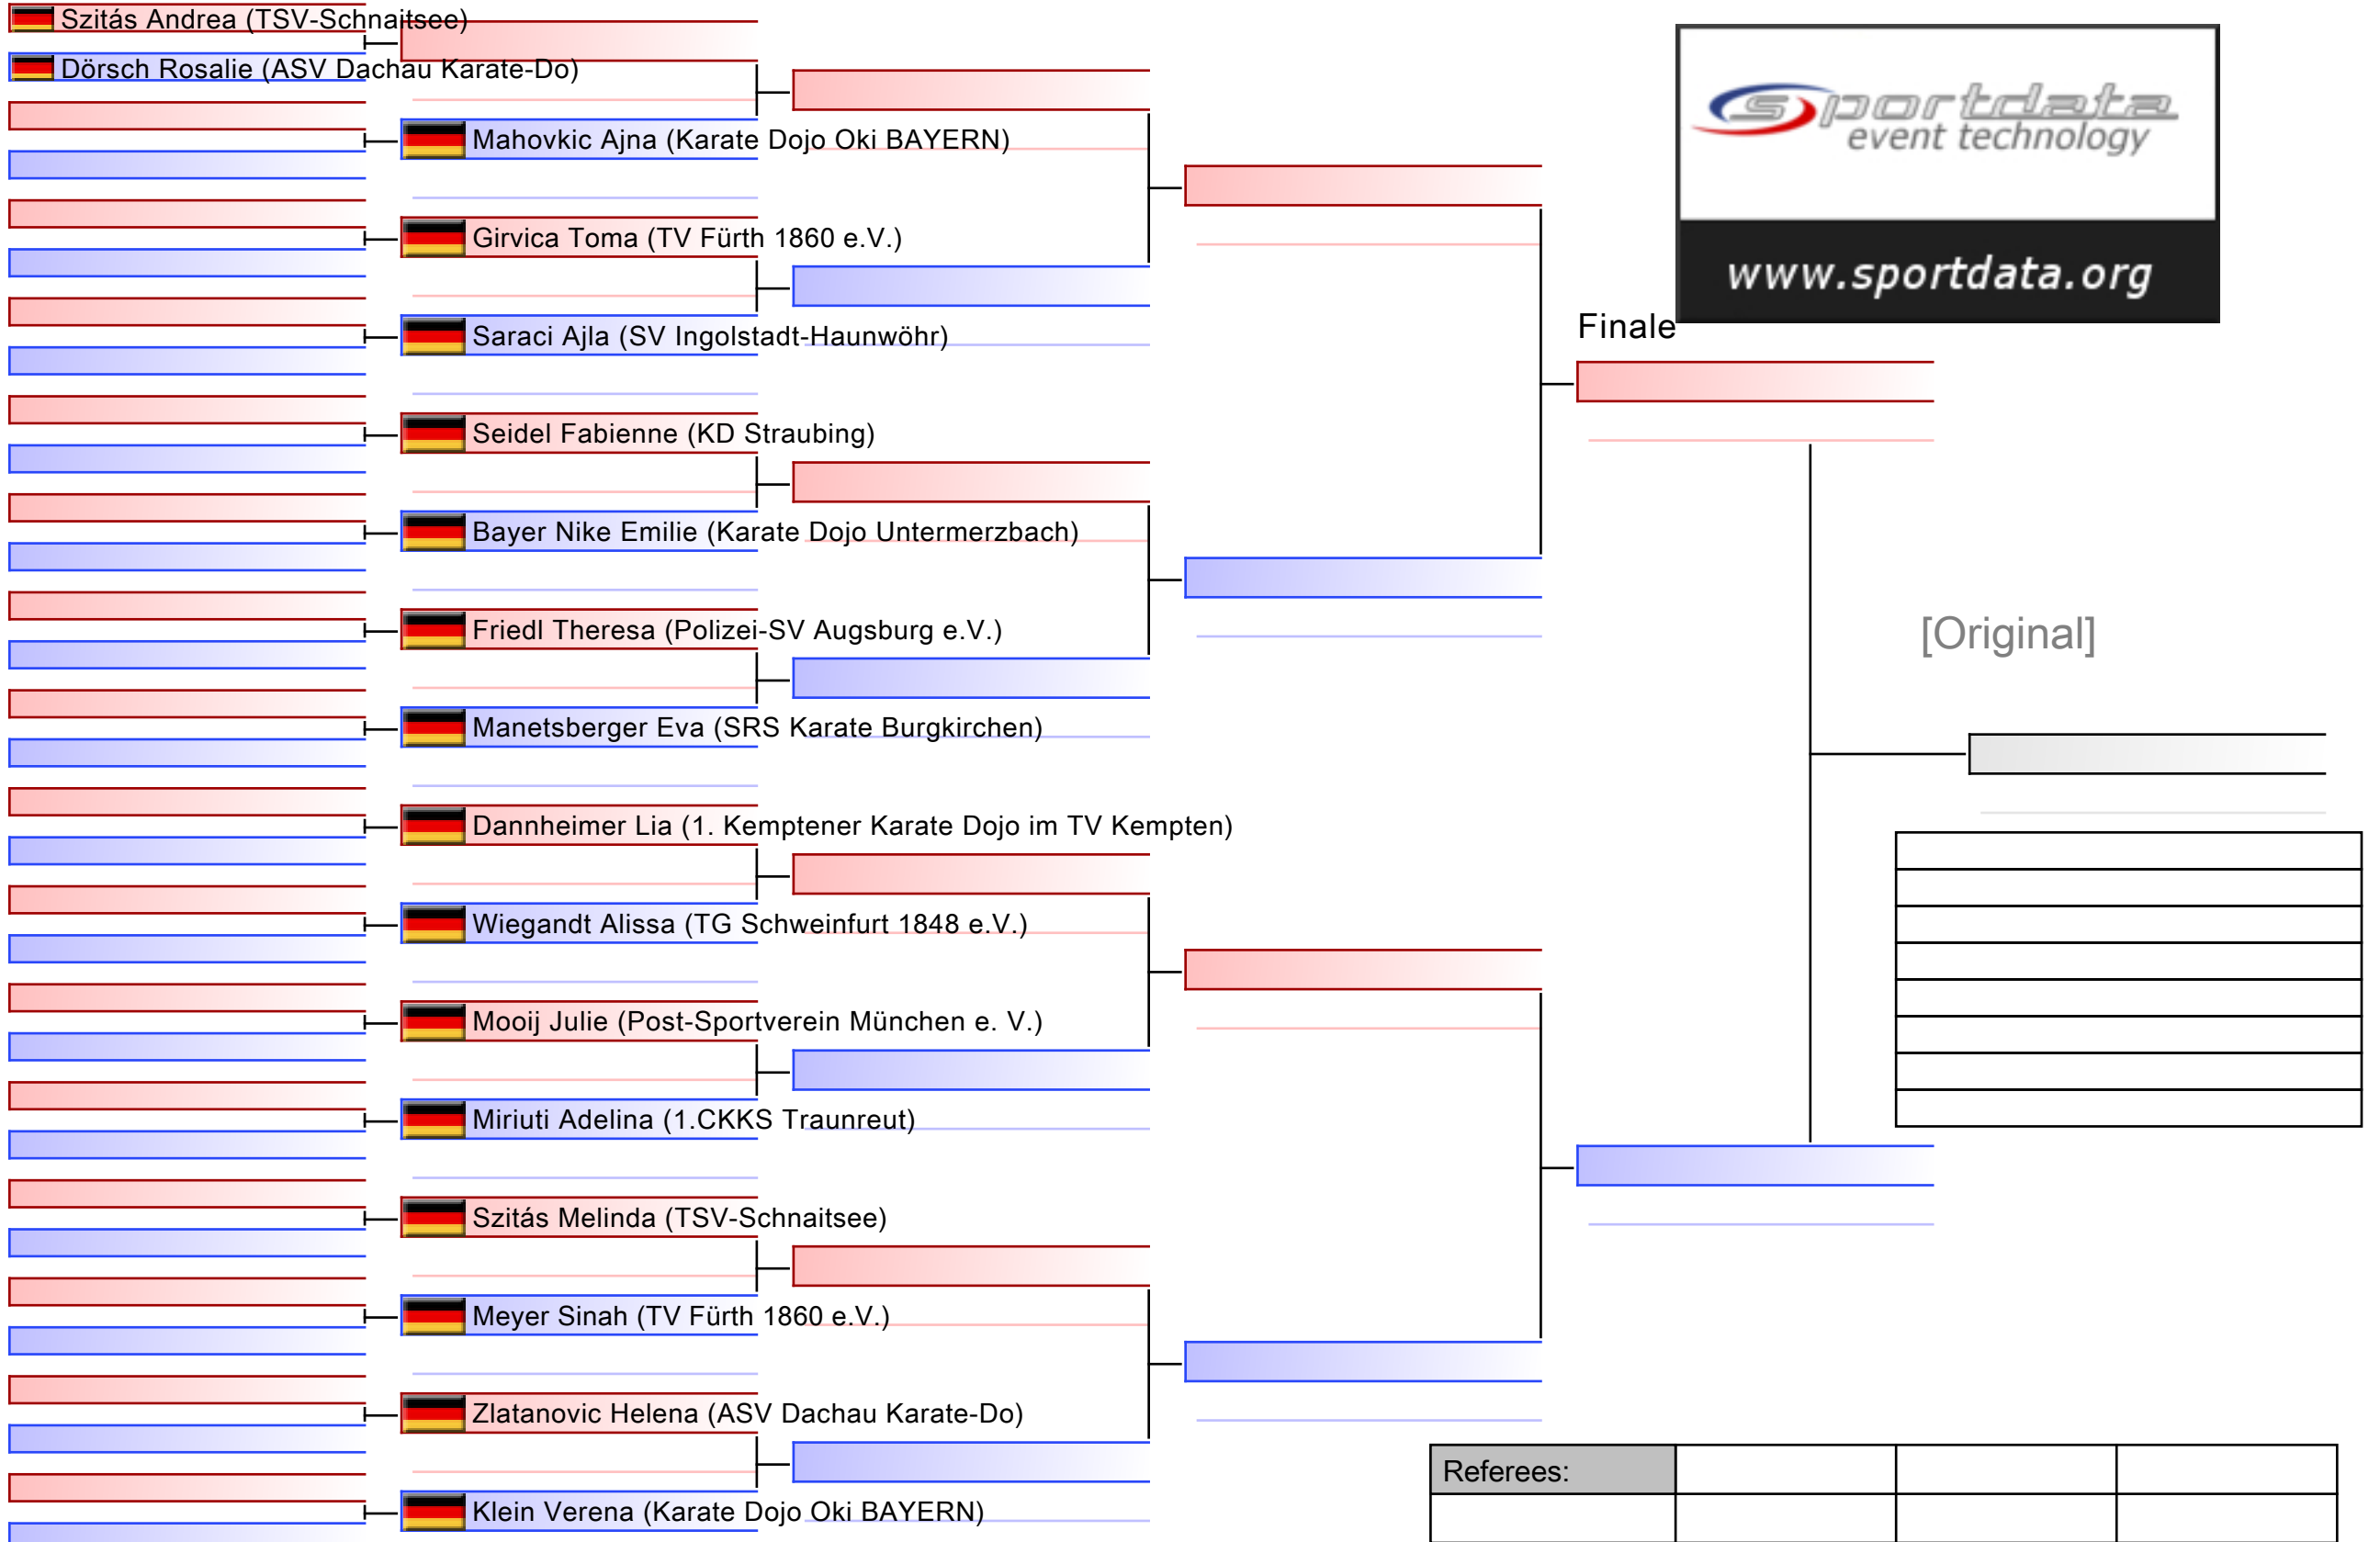 Szitás Andrea (TSV-Schnaitsee)
Dörsch Rosalie (ASV Dachau Karate-Do)
Mahovkic Ajna (Karate Dojo Oki BAYERN)
Girvica Toma (TV Fürth 1860 e.V.)
Saraci Ajla (SV Ingolstadt-Haunwöhr)
Seidel Fabienne (KD Straubing)
Bayer Nike Emilie (Karate Dojo Untermerzbach)
Friedl Theresa (Polizei-SV Augsburg e.V.)
Manetsberger Eva (SRS Karate Burgkirchen)
Dannheimer Lia (1. Kemptener Karate Dojo im TV Kempten)
Wiegandt Alissa (TG Schweinfurt 1848 e.V.)
Mooij Julie (Post-Sportverein München e. V.)
Miriuti Adelina (1.CKKS Traunreut)
Szitás Melinda (TSV-Schnaitsee)
Meyer Sinah (TV Fürth 1860 e.V.)
Zlatanovic Helena (ASV Dachau Karate-Do)
Klein Verena (Karate Dojo Oki BAYERN)
sportdata
event technology
www.sportdata.org
Finale
[Original]
Referees: